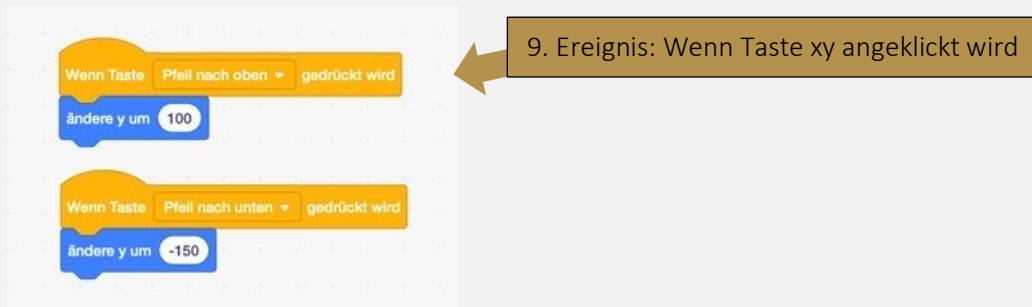 9. Ereignis: Wenn Taste xy angeklickt wird
Wenn Taste Pfeil nach oben gedrückt wird
ändere y um 100
Wenn Taste Pfeil nach unten gedrückt wird
ändere y um -150